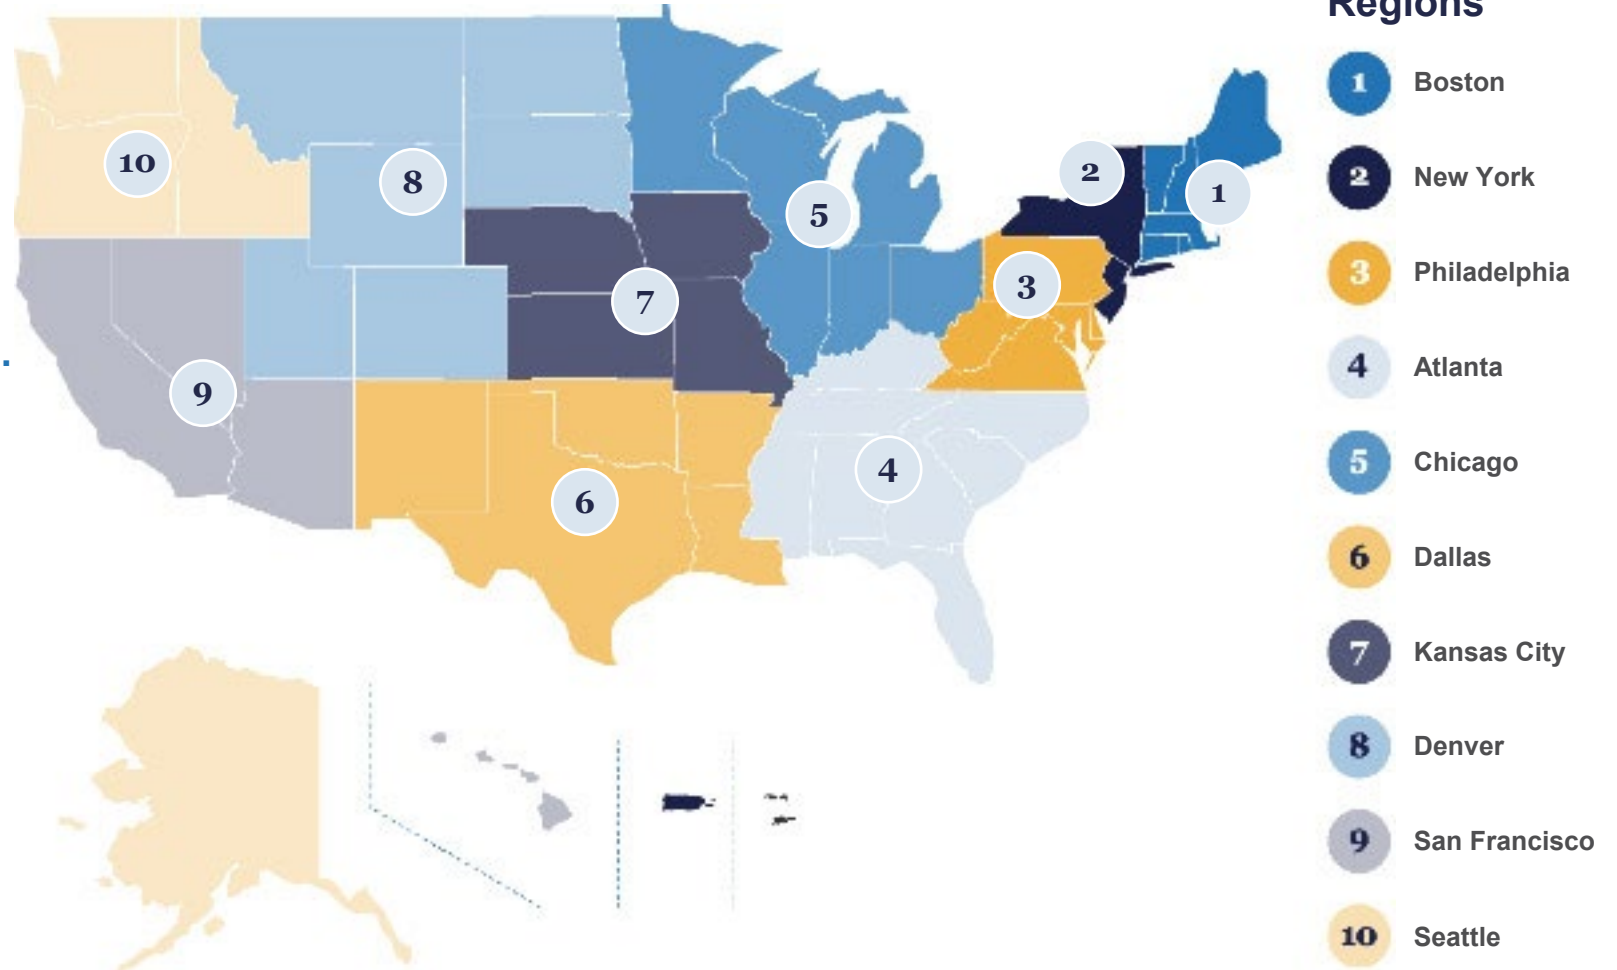 Regions
1 Boston
2 New York
3 Philadelphia
4 Atlanta
5 Chicago
6 Dallas
7 Kansas City
8 Denver
9 San Francisco
10 Seattle
10
8
5
2
1
3
7
9
4
6